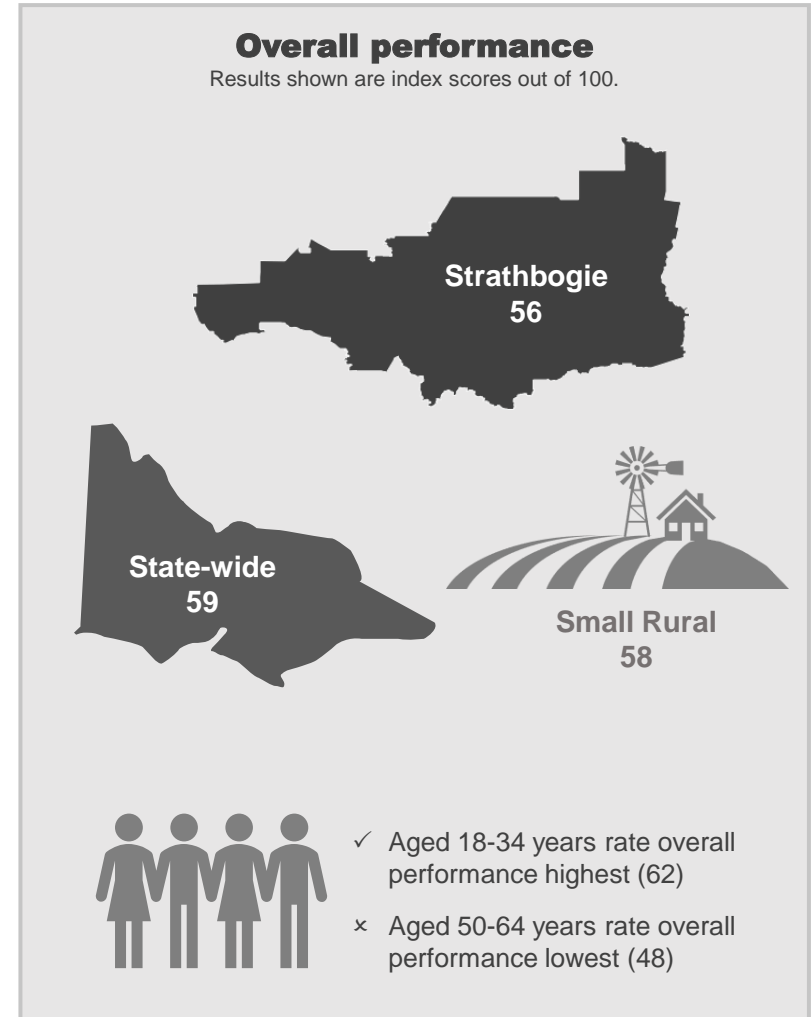 Overall performance
Results shown are index scores out of 100.
Strathbogie
56
State-wide
59
Small Rural
58
✓ Aged 18-34 years rate overall
performance highest (62)
× Aged 50-64 years rate overall
performance lowest (48)